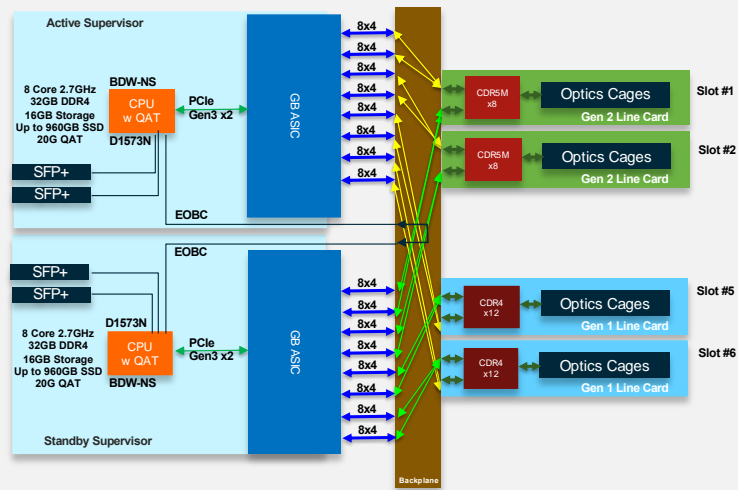 Active Supervisor
8 Core 2.7GHz
32GB DDR4
16GB Storage
Up to 960GB SSD
20G QAT
BDW-NS
CPU
w QAT
D1573N
PCIe
Gen3 x2
GB ASIC
SFP+
SFP+
EOBC
8x4
8x4
8x4
8x4
8x4
8x4
8x4
8x4
CDR5M
x8
Optics Cages
Gen 2 Line Card
Slot #1
CDR5M
x8
Optics Cages
Gen 2 Line Card
Slot #2
EOBC
SFP+
SFP+
8 Core 2.7GHz
32GB DDR4
16GB Storage
Up to 960GB SSD
20G QAT
D1573N
CPU
w QAT
BDW-NS
PCIe
Gen3 x2
GB ASIC
8x4
8x4
8x4
8x4
8x4
8x4
8x4
8x4
CDR4
x12
Optics Cages
Gen 1 Line Card
Slot #5
CDR4
x12
Optics Cages
Gen 1 Line Card
Slot #6
Standby Supervisor
Backplane